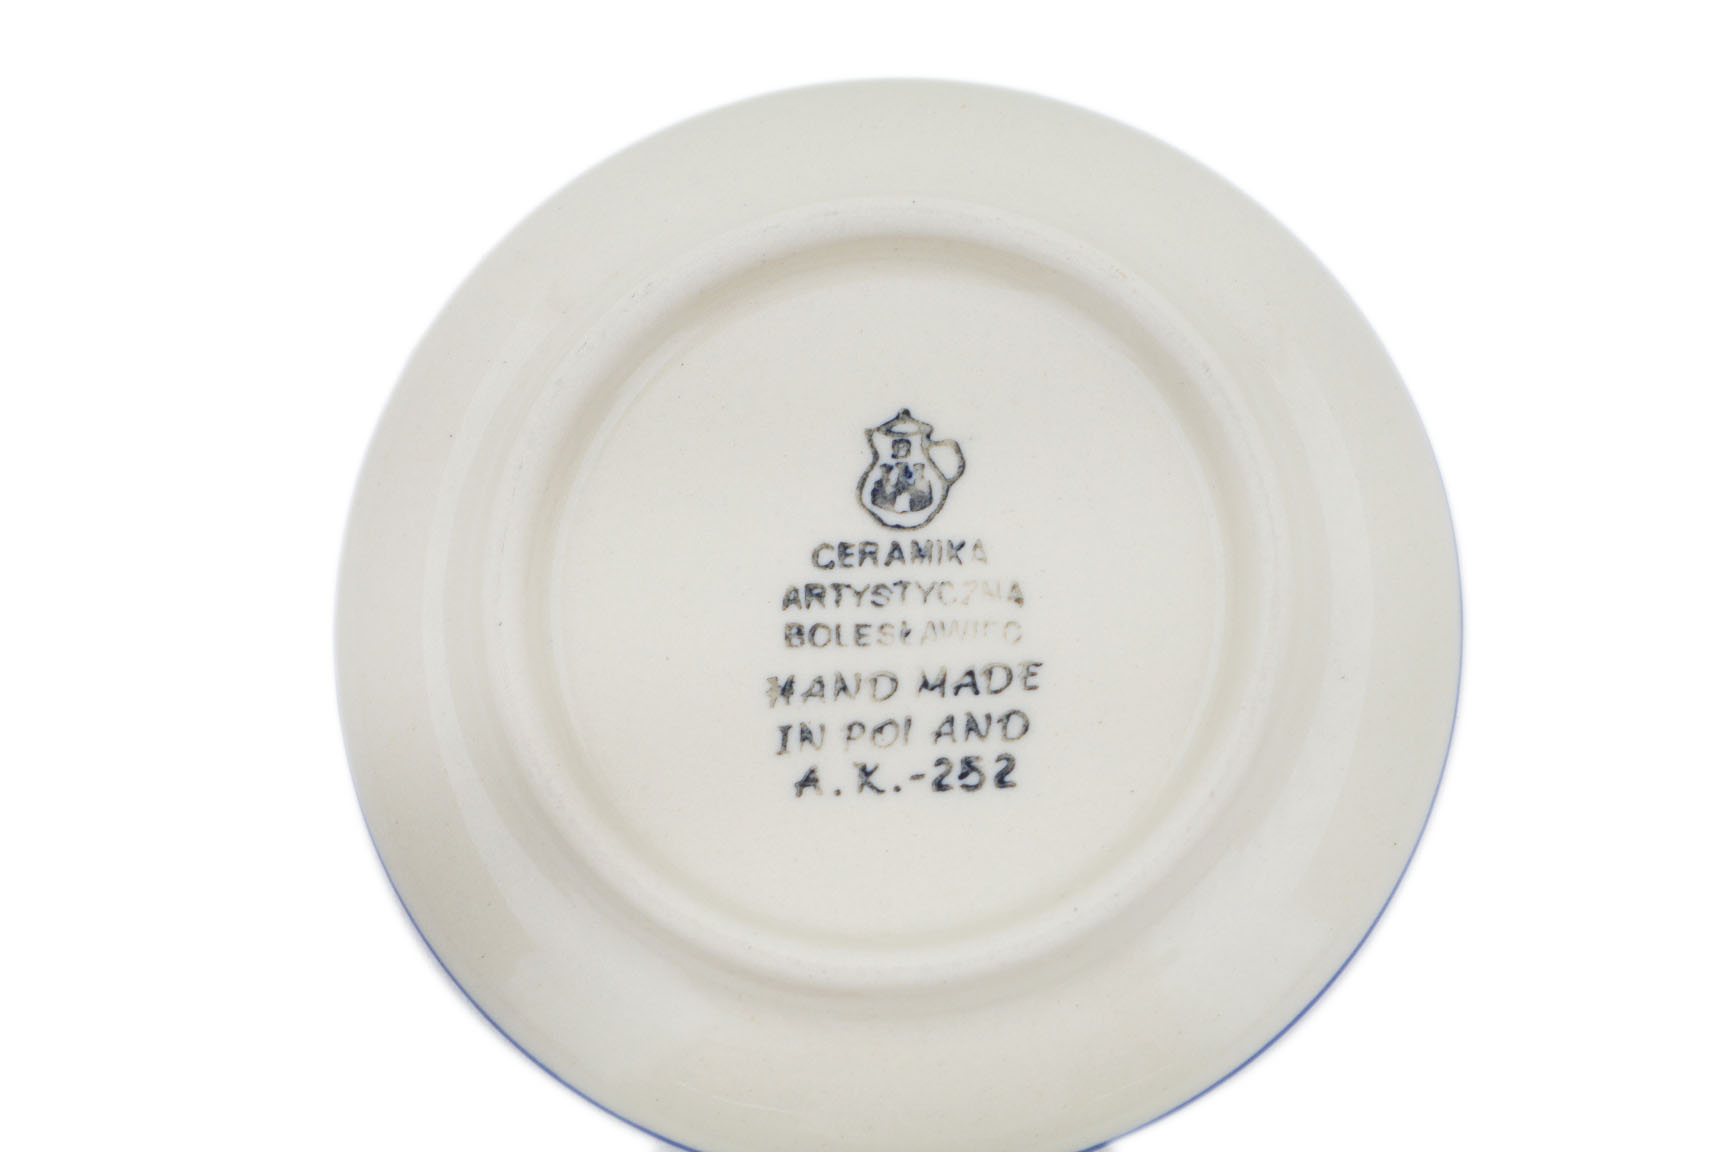 CERAMIKA
ARTYSTYCZNA
BOLESŁAWIEC
HAND MADE
IN POLAND
A.K.-252